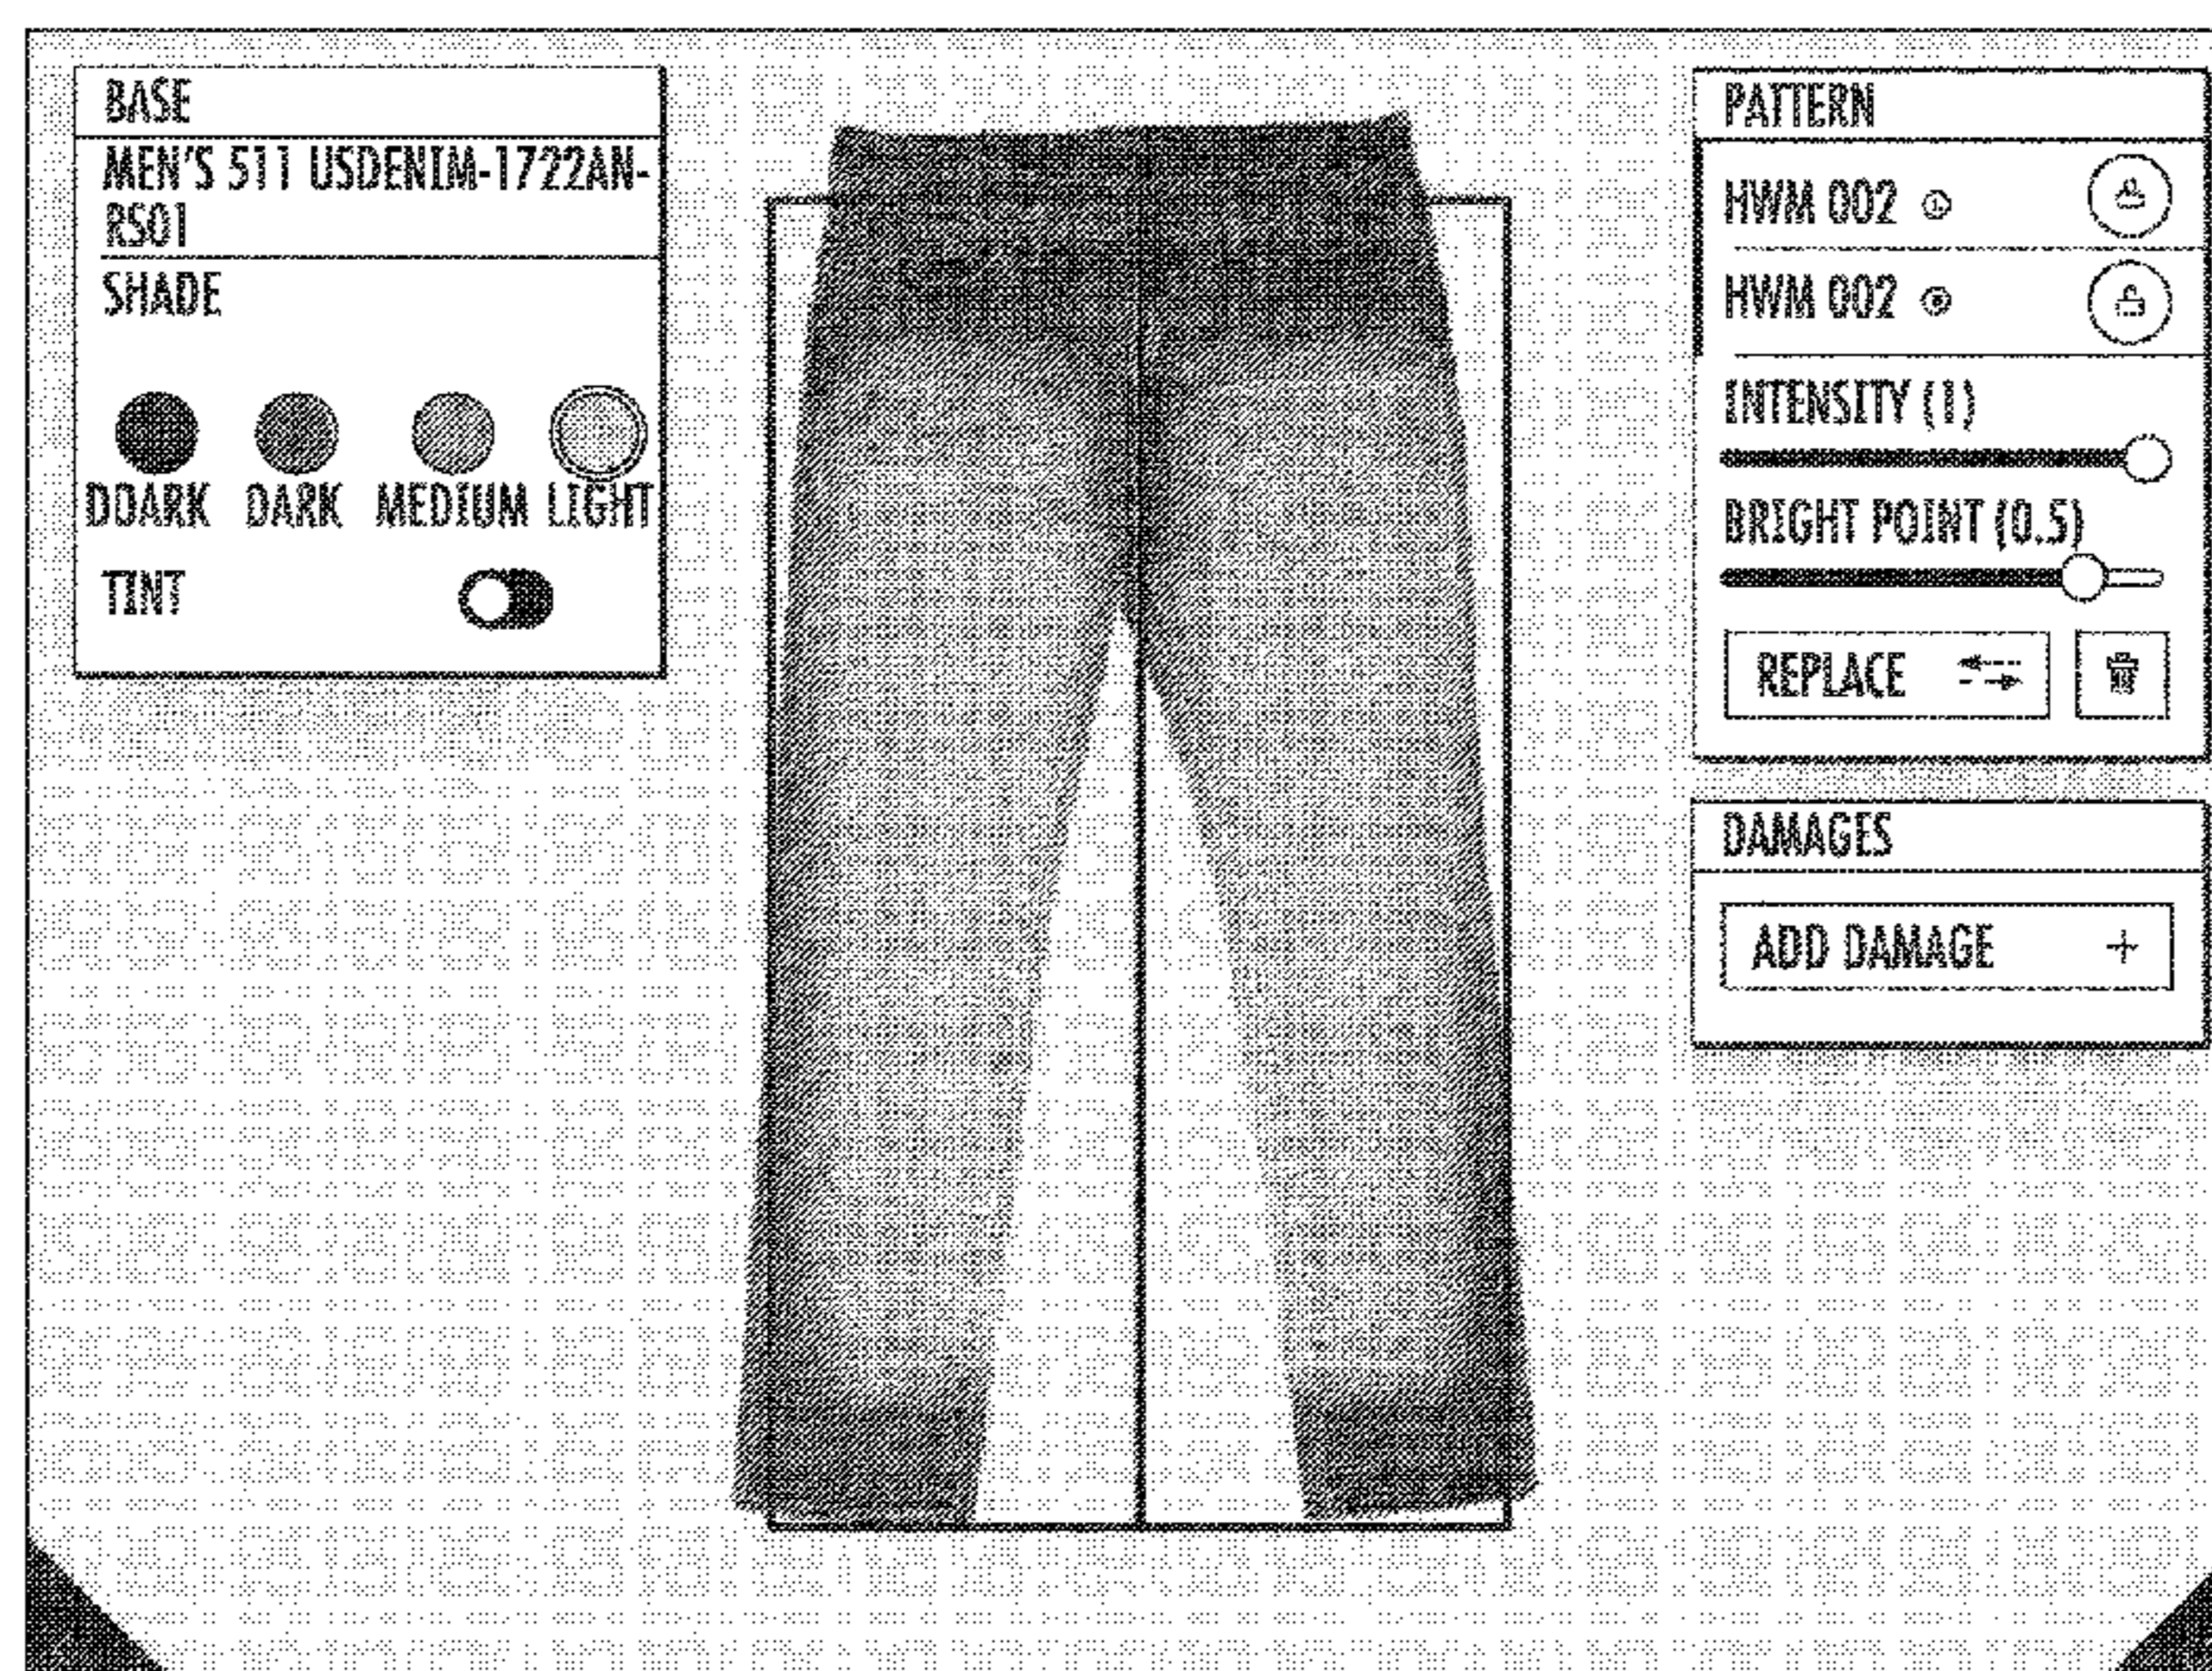 BASE
MEN'S 511 USDENIM-1722AN-
RS01
SHADE
DDARK DARK MEDIUM LIGHT
TINT
PATTERN
HWM 002
HWM 002
INTENSITY (1)
BRIGHT POINT (0.5)
REPLACE
DAMAGES
ADD DAMAGE +